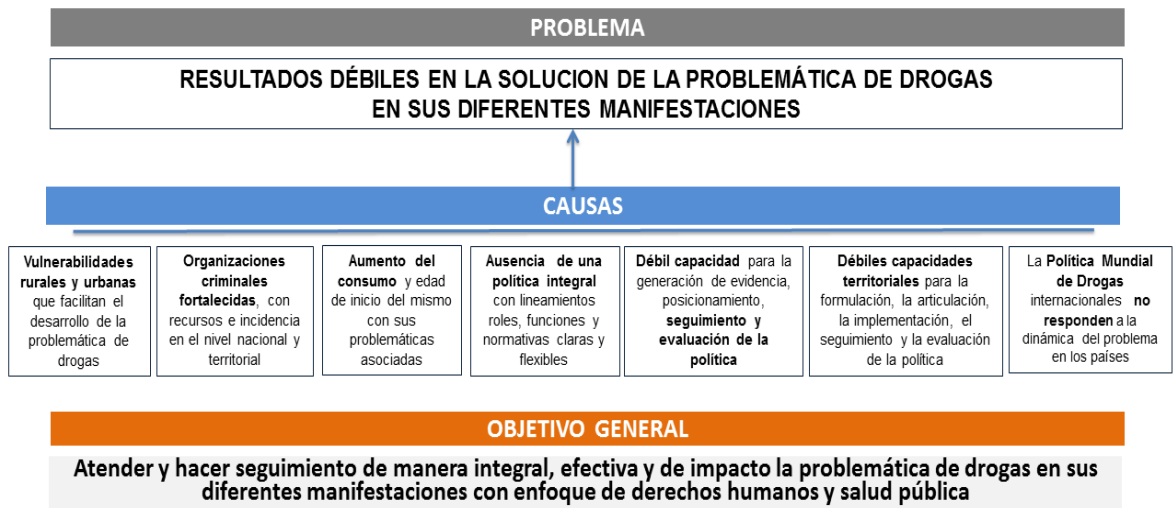 PROBLEMA
RESULTADOS DÉBILES EN LA SOLUCION DE LA PROBLEMÁTICA DE DROGAS
EN SUS DIFERENTES MANIFESTACIONES
CAUSAS
Vulnerabilidades
rurales y urbanas
que facilitan el
desarrollo de la
problemática de
drogas
Organizaciones
criminales
fortalecidas, con
recursos e incidencia
en el nivel nacional y
territorial
Aumento del
consumo y edad
de inicio del mismo
con sus
problemáticas
asociadas
Ausencia de una
política integral
con lineamientos
roles, funciones y
normativas claras y
flexibles
Débil capacidad para la
generación de evidencia,
posicionamiento,
seguimiento y
evaluación de la
política
Débiles capacidades
territoriales para la
formulación, la articulación,
la implementación, el
seguimiento y la evaluación
de la política
La Política Mundial
de Drogas
internacionales no
responden a la
dinámica del problema
en los países
OBJETIVO GENERAL
Atender y hacer seguimiento de manera integral, efectiva y de impacto la problemática de drogas en sus
diferentes manifestaciones con enfoque de derechos humanos y salud pública